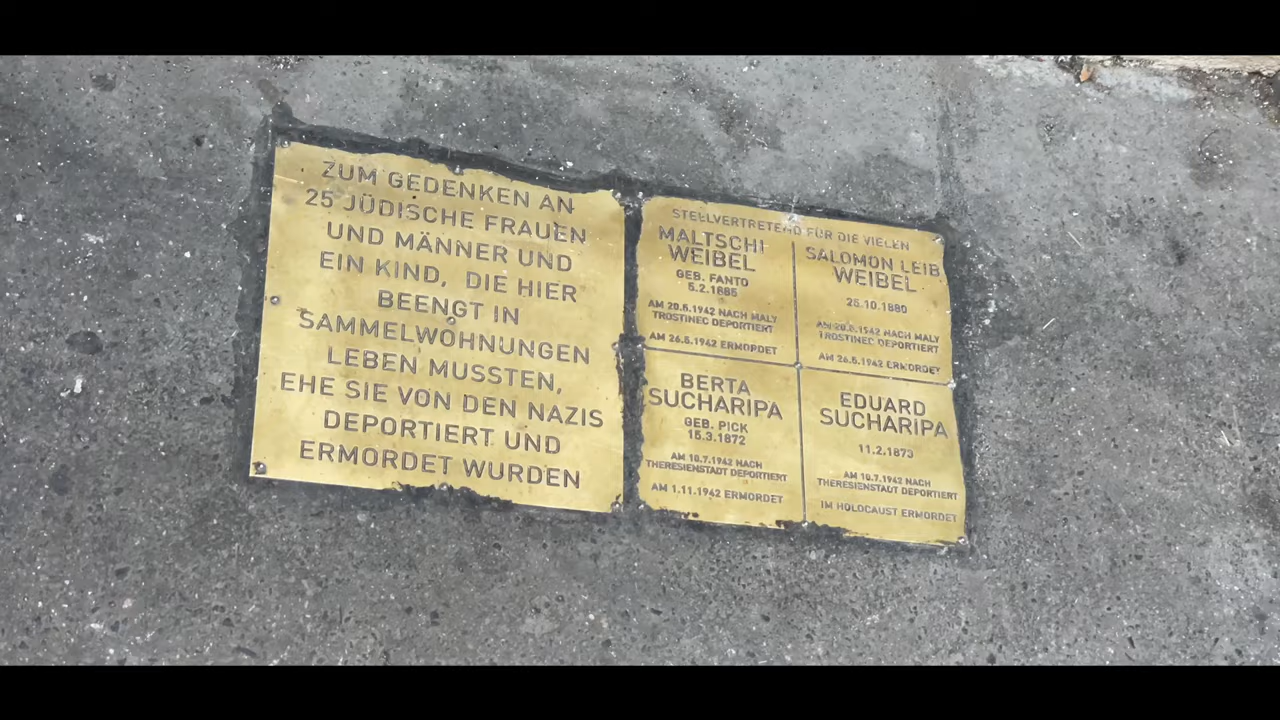 ZUM GEDENKEN AN
25 JÜDISCHE FRAUEN
UND MÄNNER UND
EIN KIND, DIE HIER
BEENGT IN
SAMMELWOHNUNGEN
LEBEN MUSSTEN,
EHE SIE VON DEN NAZIS
DEPORTIERT UND
ERMORDET WURDEN
STELLVERTRETEND FÜR DIE VIELEN
MALTSCHI
WEIBEL
GEB. FANTO
5.2.1885
AM 20.5.1942 NACH MALY
TROSTINEC DEPORTIERT
AM 26.5.1942 ERMORDET
SALOMON LEIB
WEIBEL
25.10.1880
AM 20.5.1942 NACH MALY
TROSTINEC DEPORTIERT
AM 26.5.1942 ERMORDET
BERTA
SUCHARIPA
GEB. PICK
15.3.1872
AM 10.7.1942 NACH
THERESIENSTADT DEPORTIERT
AM 1.11.1942 ERMORDET
EDUARD
SUCHARIPA
11.2.1873
AM 10.7.1942 NACH
THERESIENSTADT DEPORTIERT
IM HOLOCAUST ERMORDET